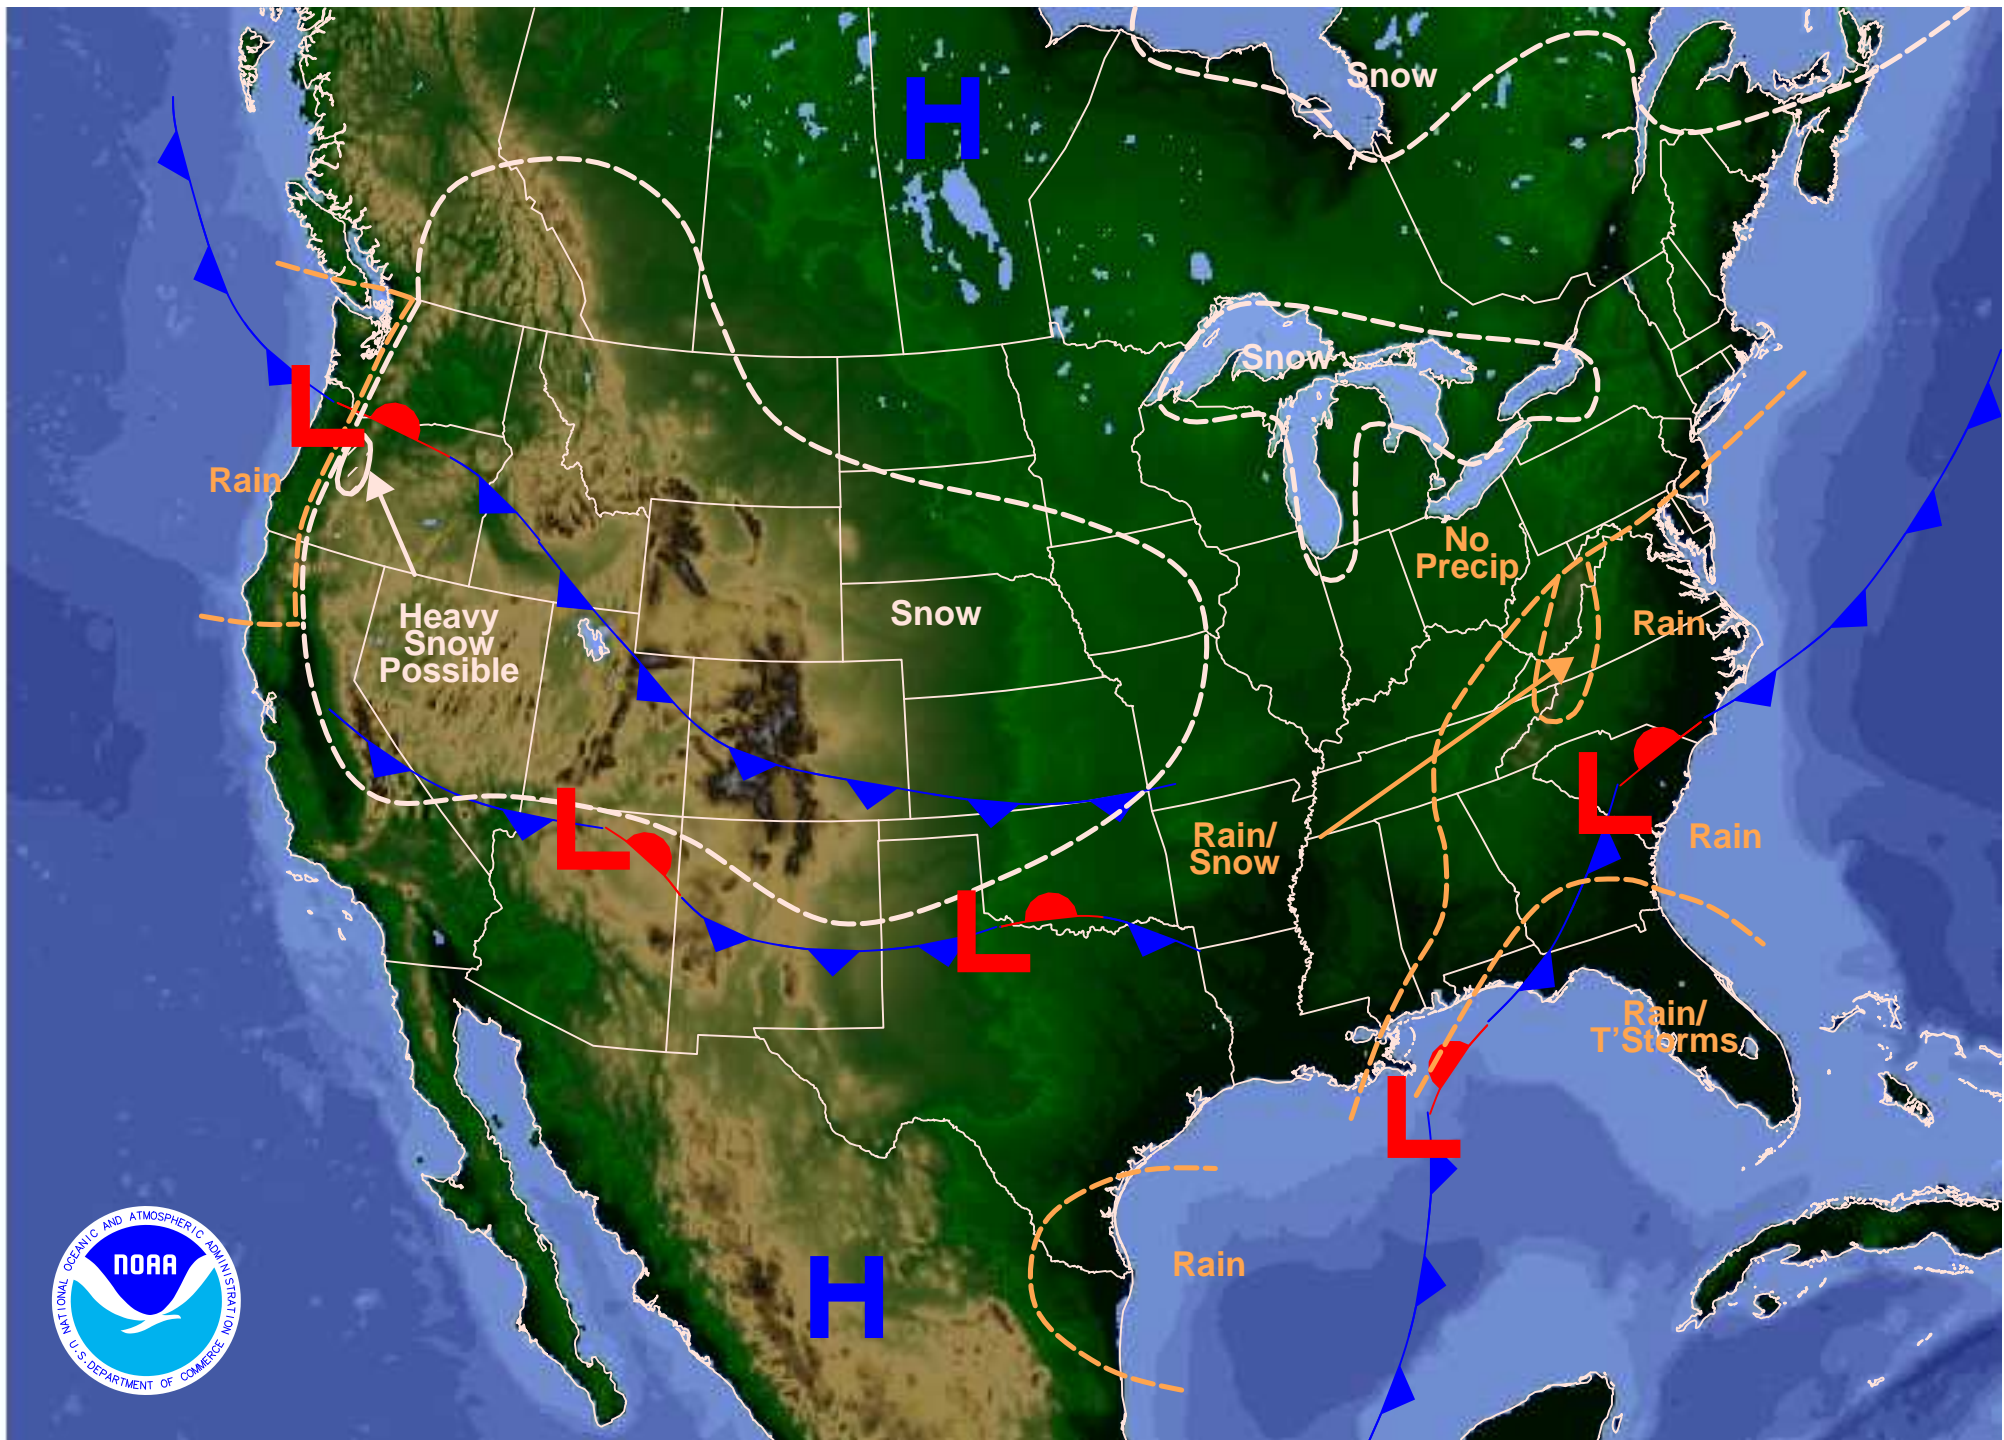 H
Snow
Snow
L
Rain
No
Precip
Heavy
Snow
Possible
Snow
Rain
L
L
Rain/
Snow
Rain
L
Rain/
T'Storms
L
Rain
H
NATIONAL OCEANIC AND ATMOSPHERIC ADMINISTRATION
NOAA
U.S. DEPARTMENT OF COMMERCE